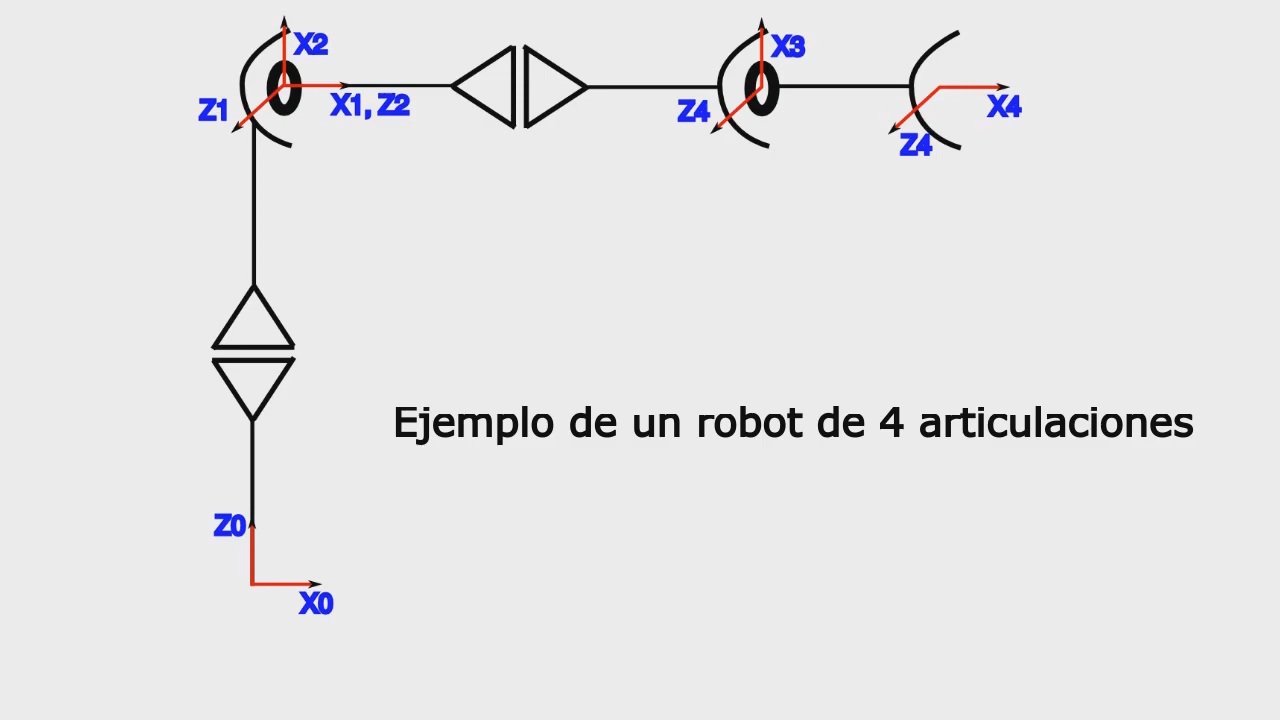 X2
Z1
X1, Z2
X3
Z4
X4
Z4
Ejemplo de un robot de 4 articulaciones
Z0
X0